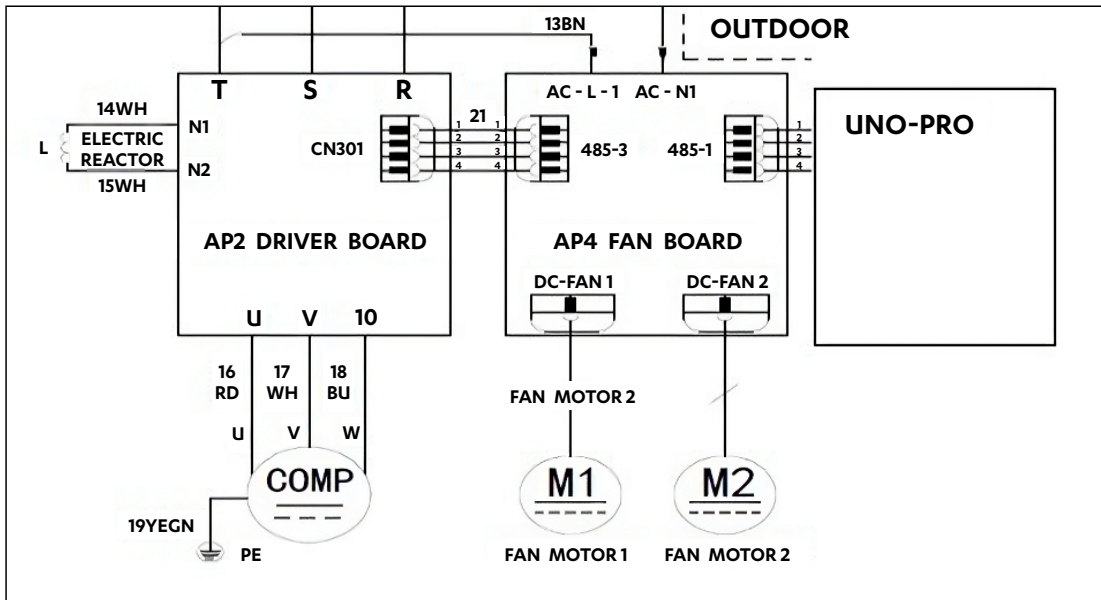 13BN
OUTDOOR
T S R
AC-L-1 AC-N1
14WH
N1
L
ELECTRIC
REACTOR
N2
15WH
CN301
21
1 1
2 2
3 3
4 4
485-3
485-1
1
2
3
4
UNO-PRO
AP2 DRIVER BOARD
AP4 FAN BOARD
DC-FAN 1
DC-FAN 2
U V 10
16
RD
17
WH
18
BU
FAN MOTOR 2
U V W
COMP
M1
M2
19YEGN
PE
FAN MOTOR 1
FAN MOTOR 2